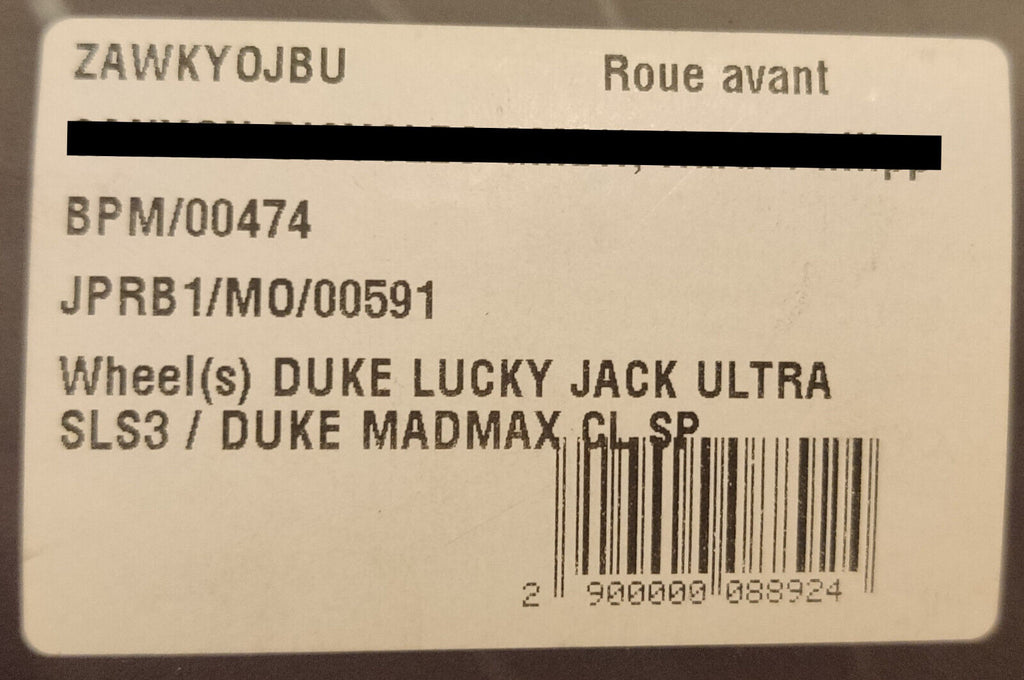 ZAWKYOJBU Roue avant
BPM/00474
JPRB1/MO/00591
Wheel(s) DUKE LUCKY JACK ULTRA
SLS3 / DUKE MADMAX CL SP
2 900000 088924